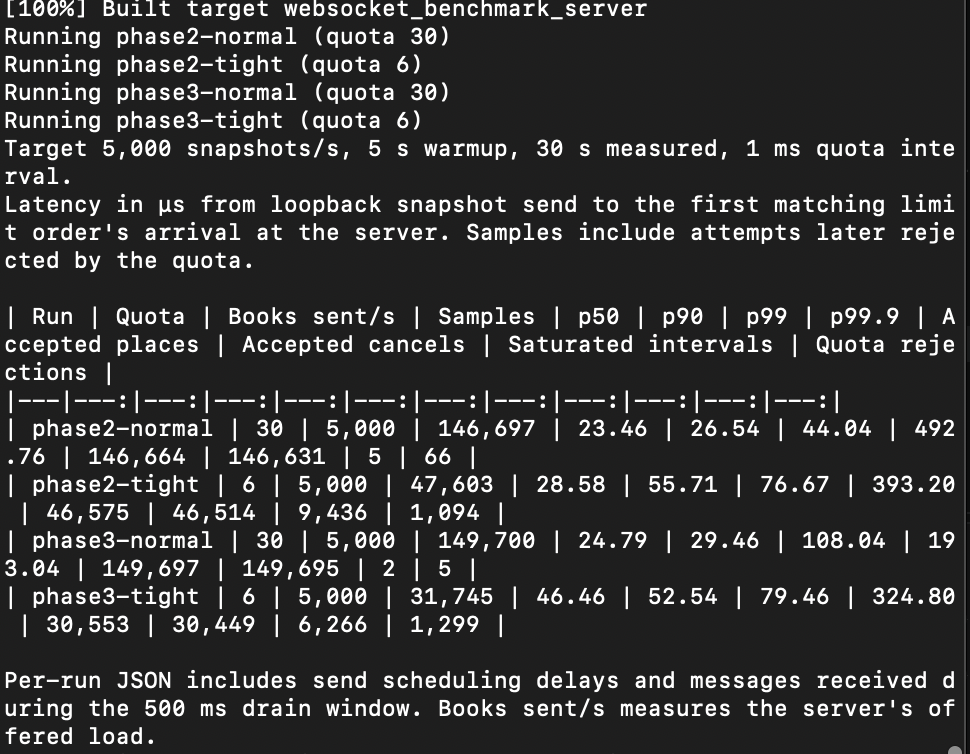 [100%] Built target websocket_benchmark_server
Running phase2-normal (quota 30)
Running phase2-tight (quota 6)
Running phase3-normal (quota 30)
Running phase3-tight (quota 6)
Target 5,000 snapshots/s, 5 s warmup, 30 s measured, 1 ms quota inte
rval.
Latency in µs from loopback snapshot send to the first matching limi
t order's arrival at the server. Samples include attempts later reje
cted by the quota.

| Run | Quota | Books sent/s | Samples | p50 | p90 | p99 | p99.9 | A
ccepted places | Accepted cancels | Saturated intervals | Quota reje
ctions |
|---|---:|---:|---:|---:|---:|---:|---:|---:|---:|---:|---:|
| phase2-normal | 30 | 5,000 | 146,697 | 23.46 | 26.54 | 44.04 | 492
.76 | 146,664 | 146,631 | 5 | 66 |
| phase2-tight | 6 | 5,000 | 47,603 | 28.58 | 55.71 | 76.67 | 393.20
 | 46,575 | 46,514 | 9,436 | 1,094 |
| phase3-normal | 30 | 5,000 | 149,700 | 24.79 | 29.46 | 108.04 | 19
3.04 | 149,697 | 149,695 | 2 | 5 |
| phase3-tight | 6 | 5,000 | 31,745 | 46.46 | 52.54 | 79.46 | 324.80
 | 30,553 | 30,449 | 6,266 | 1,299 |

Per-run JSON includes send scheduling delays and messages received d
uring the 500 ms drain window. Books sent/s measures the server's of
fered load.